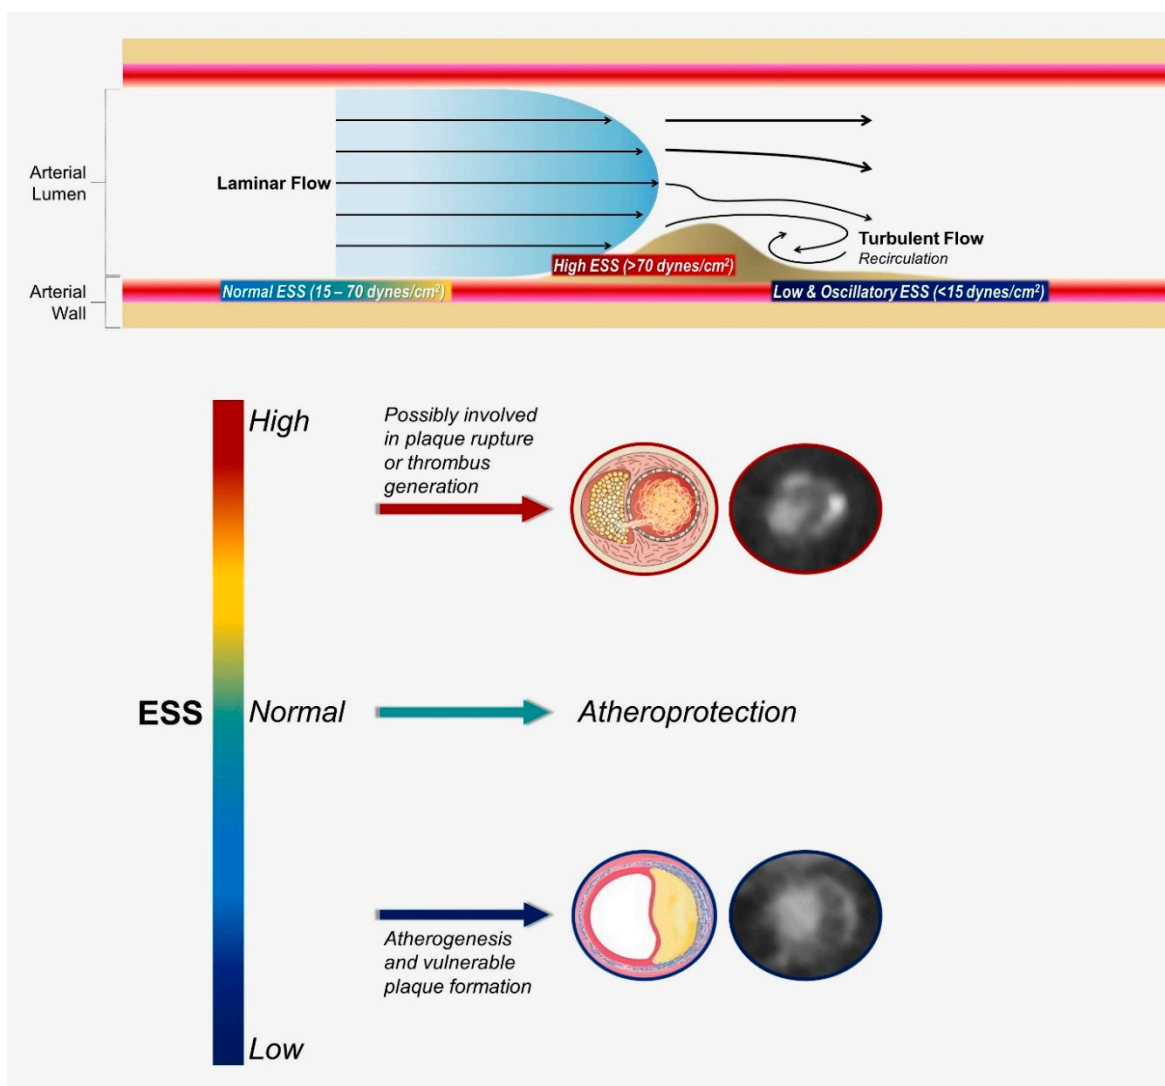 Arterial
Lumen
Laminar Flow
Turbulent Flow
Recirculation
High ESS (>70 dynes/cm²)
Arterial
Wall
Normal ESS (15 – 70 dynes/cm²)
Low & Oscillatory ESS (<15 dynes/cm²)
High
Possibly involved
in plaque rupture
or thrombus
generation
ESS
Normal
Atheroprotection
Atherogenesis
and vulnerable
plaque formation
Low